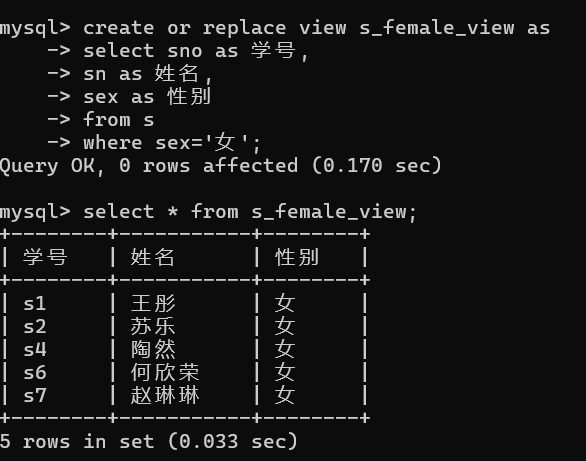 mysql> create or replace view s_female_view as
    -> select sno as 学号,
    -> sn as 姓名,
    -> sex as 性别
    -> from s
    -> where sex='女';
Query OK, 0 rows affected (0.170 sec)
mysql> select * from s_female_view;
+--------+-----------+--------+
| 学号   | 姓名      | 性别   |
+--------+-----------+--------+
| s1     | 王彤      | 女     |
| s2     | 苏乐      | 女     |
| s4     | 陶然      | 女     |
| s6     | 何欣荣    | 女     |
| s7     | 赵琳琳    | 女     |
+--------+-----------+--------+
5 rows in set (0.033 sec)